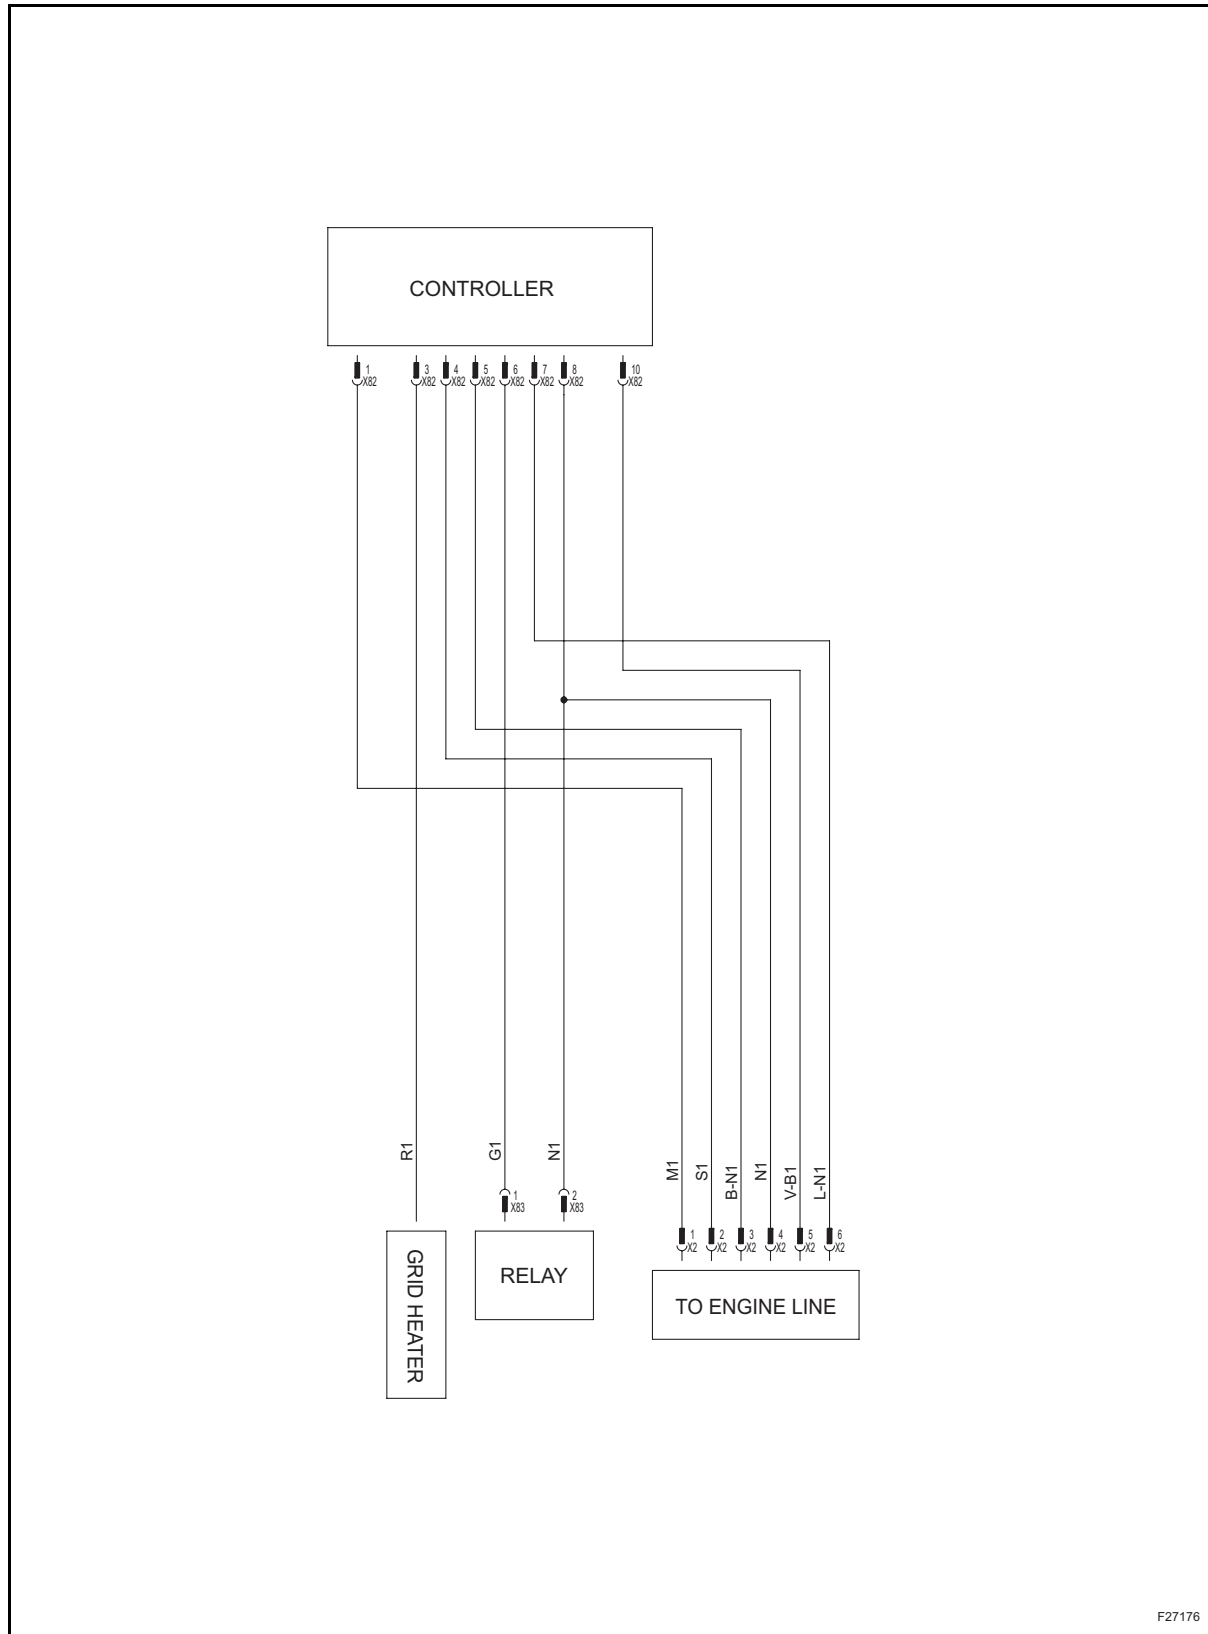 CONTROLLER
1 3 4 5 6 7 8 10
X82 X82 X82 X82 X82 X82 X82 X82
R1 G1 N1 M1 S1 B-N1 N1 V-B1 L-N1
1 2
X83 X83
1 2 3 4 5 6
X2 X2 X2 X2 X2 X2
GRID HEATER
RELAY
TO ENGINE LINE
F27176